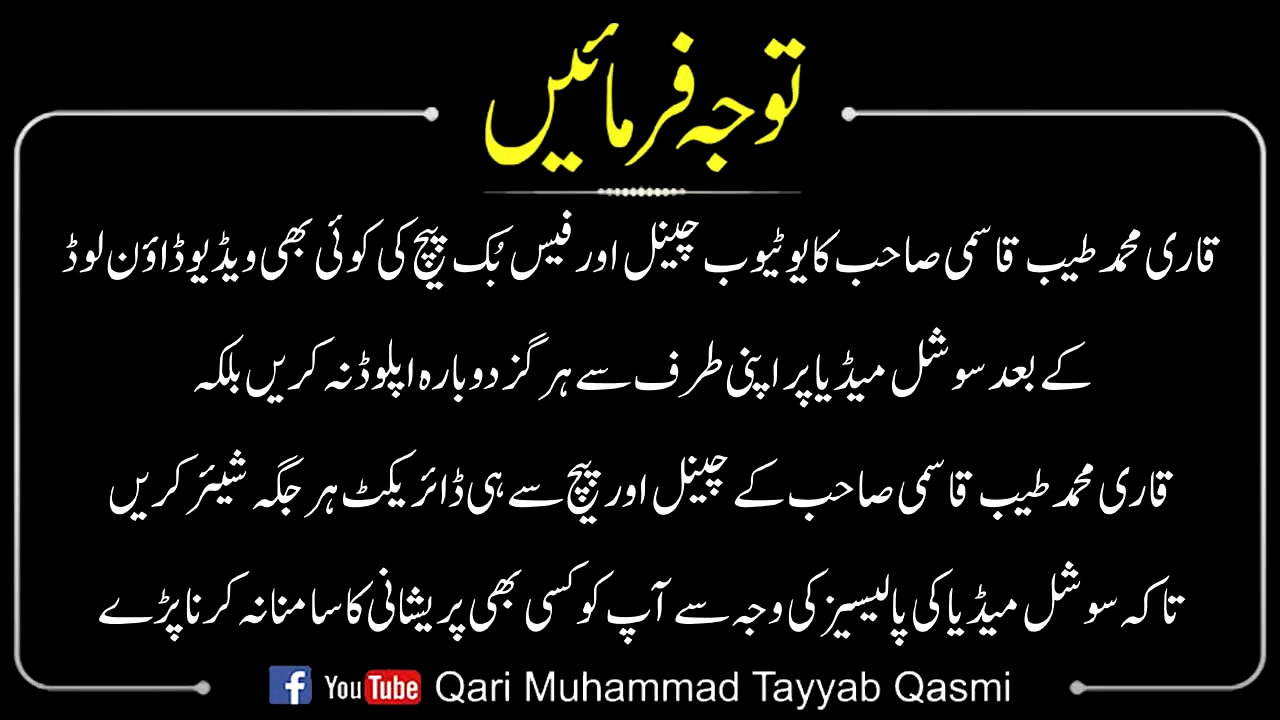 توجہ فرمائیں
قاری محمد طیب قاسمی صاحب کا یوٹیوب چینل اور فیس بُک پیج کی کوئی بھی ویڈیو ڈاؤن لوڈ
کے بعد سوشل میڈیا پر اپنی طرف سے ہرگز دوبارہ اپلوڈ نہ کریں بلکہ
قاری محمد طیب قاسمی صاحب کے چینل اور پیج سے ہی ڈائریکٹ ہر جگہ شیئر کریں
تاکہ سوشل میڈیا کی پالیسیز کی وجہ سے آپ کو کسی بھی پریشانی کا سامنا نہ کرنا پڑے
f YouTube Qari Muhammad Tayyab Qasmi